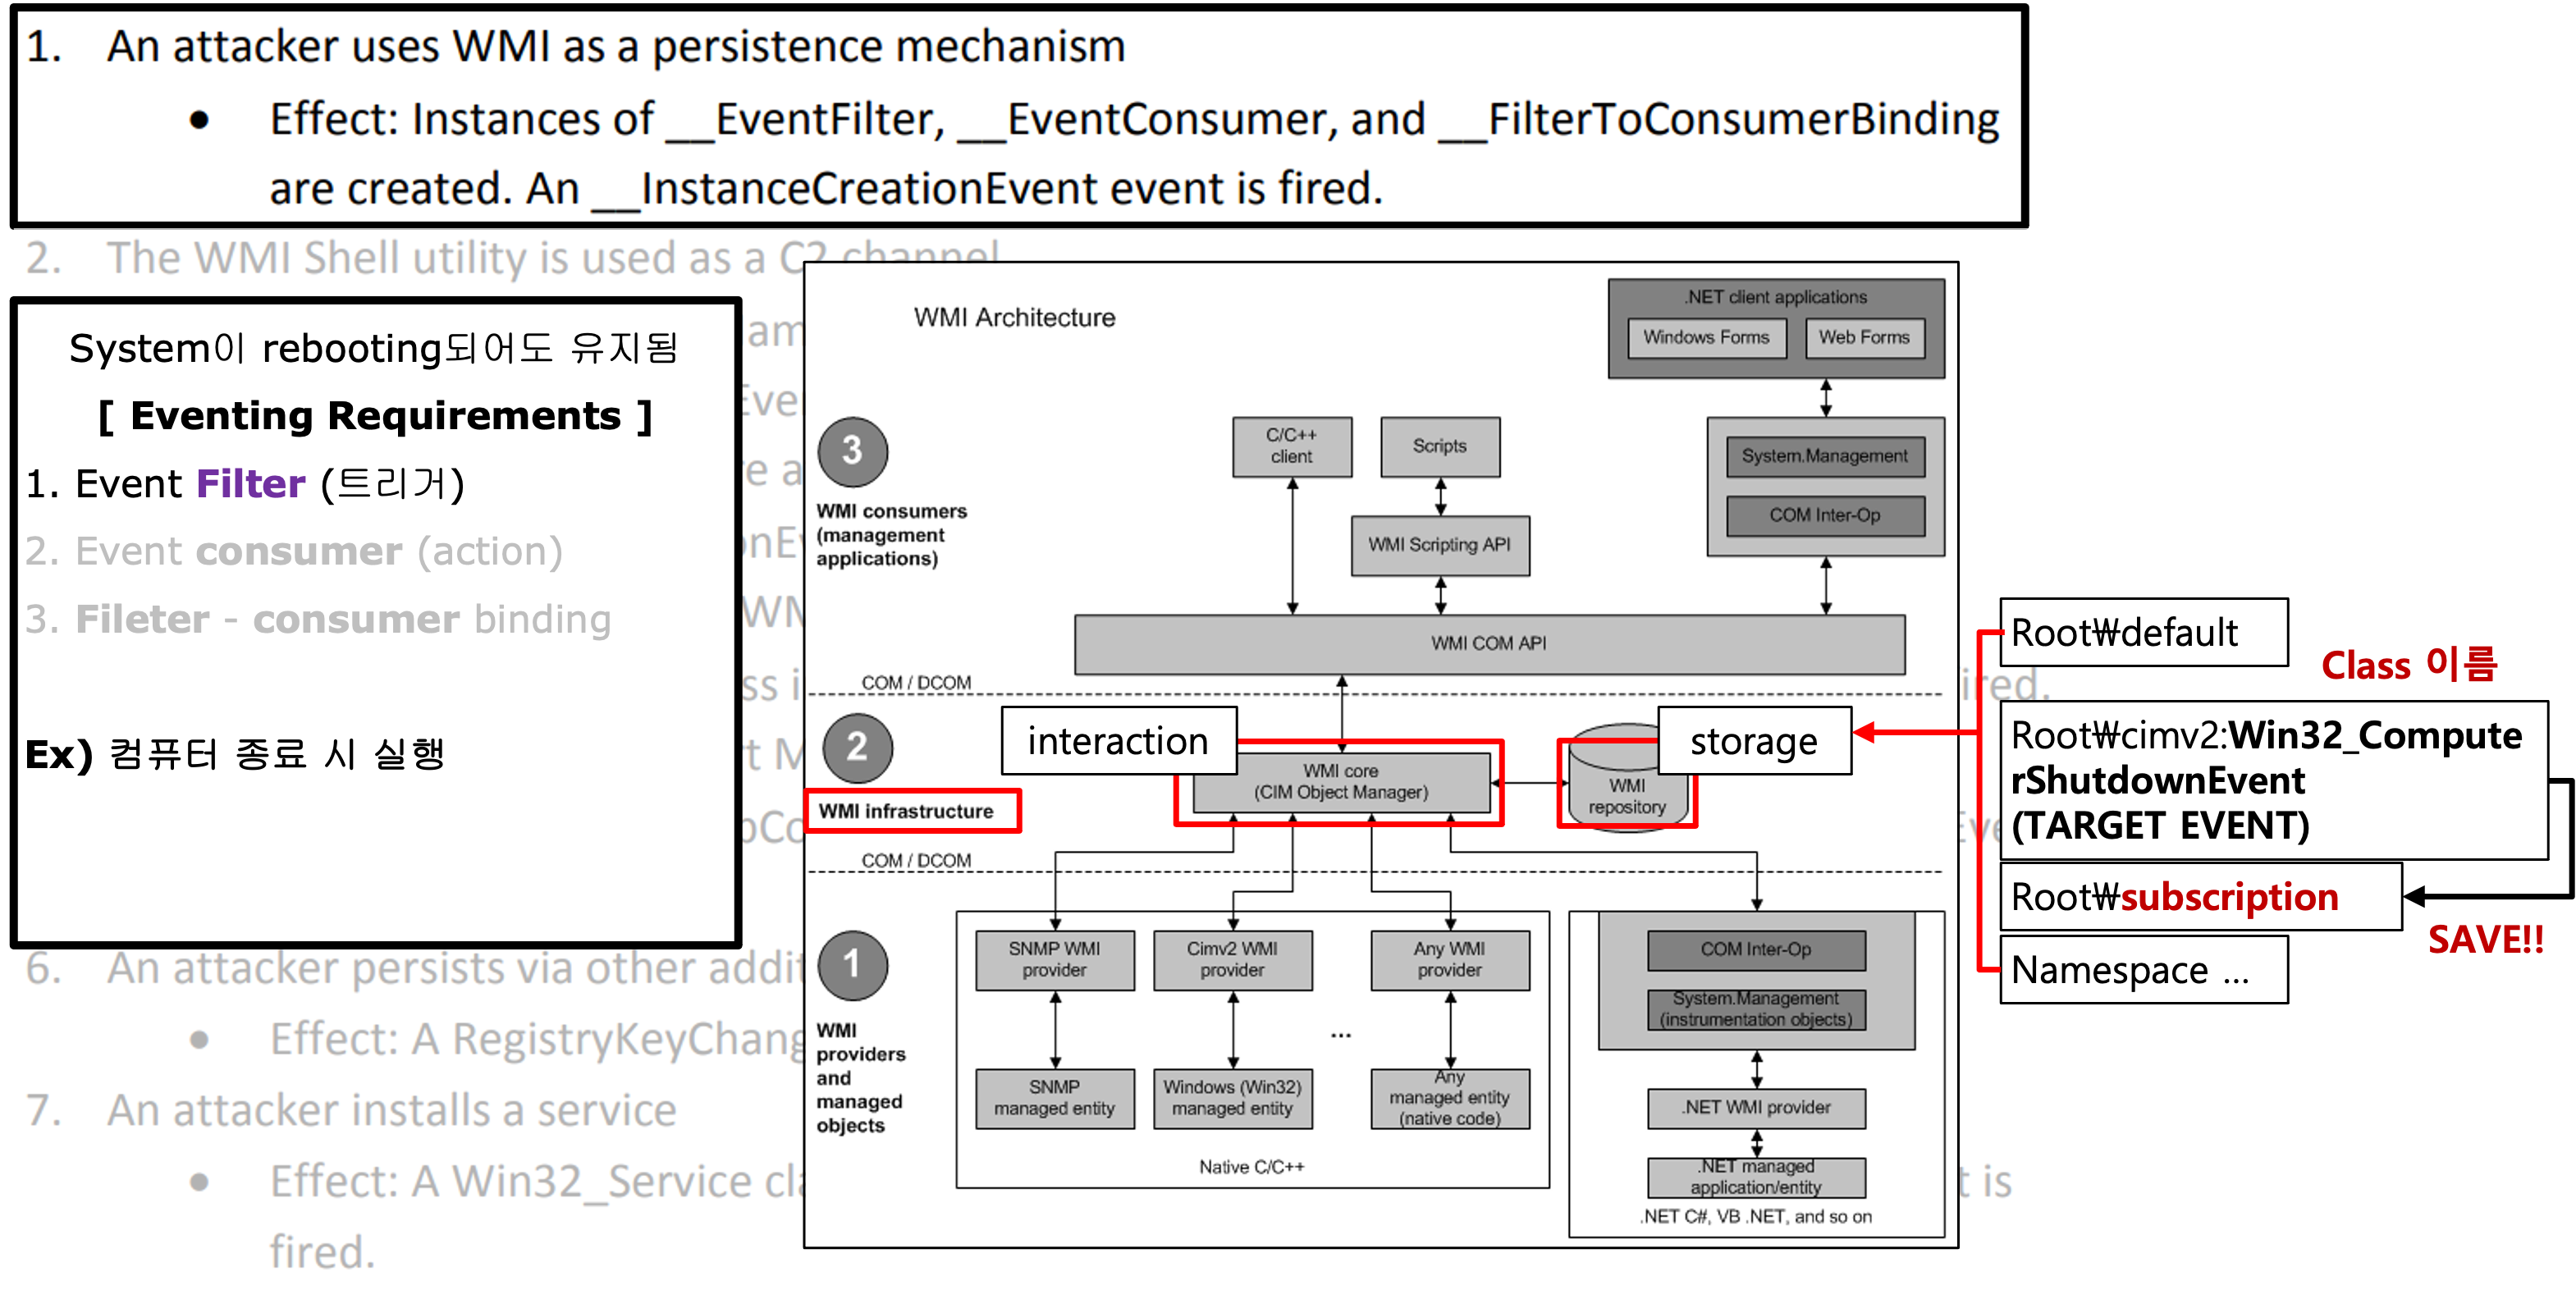 1. An attacker uses WMI as a persistence mechanism
• Effect: Instances of __EventFilter, __EventConsumer, and __FilterToConsumerBinding
are created. An __InstanceCreationEvent event is fired.
2. The WMI Shell utility is used as a C2 channel
System이 rebooting되어도 유지됨
[ Eventing Requirements ]
1. Event Filter (트리거)
2. Event consumer (action)
3. Fileter - consumer binding
Ex) 컴퓨터 종료 시 실행
WMI Architecture
.NET client applications
Windows Forms
Web Forms
3
WMI consumers
(management
applications)
C/C++
client
Scripts
System.Management
COM Inter-Op
WMI Scripting API
WMI COM API
COM / DCOM
2
WMI infrastructure
interaction
WMI core
(CIM Object Manager)
storage
WMI
repository
COM / DCOM
1
WMI
providers
and
managed
objects
SNMP WMI
provider
Cimv2 WMI
provider
Any WMI
provider
...
SNMP
managed entity
Windows (Win32)
managed entity
Any
managed entity
(native code)
Native C/C++
COM Inter-Op
System.Management
(instrumentation objects)
.NET WMI provider
.NET managed
application/entity
.NET C#, VB .NET, and so on
Root₩default
Class 이름
Root₩cimv2:Win32_Compute
rShutdownEvent
(TARGET EVENT)
Root₩subscription
SAVE!!
Namespace ...
ired.
6. An attacker persists via other addit
• Effect: A RegistryKeyChang
7. An attacker installs a service
• Effect: A Win32_Service cla
t is
fired.